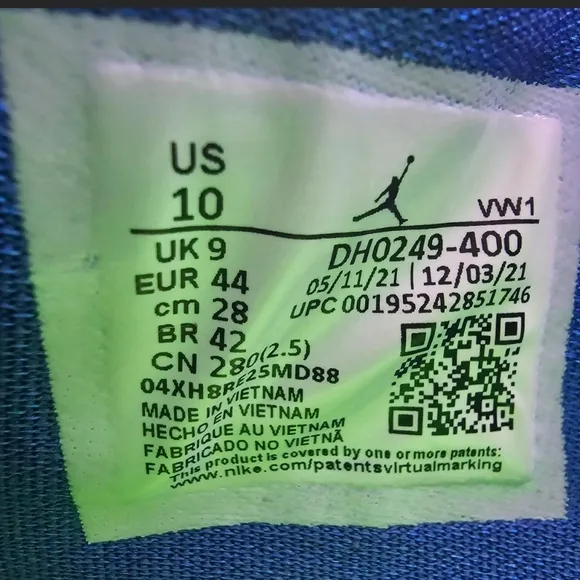 US
10
VW1
UK 9
DH0249-400
EUR 44
05/11/21 | 12/03/21
cm 28
UPC 00195242851746
BR 42
CN 280(2.5)
04XH8RE25MD88
MADE IN VIETNAM
HECHO EN VIETNAM
FABRIQUE AU VIETNAM
FABRICADO NO VIETNÃ
This product is covered by one or more patents:
www.nike.com/patentsvirtualmarking